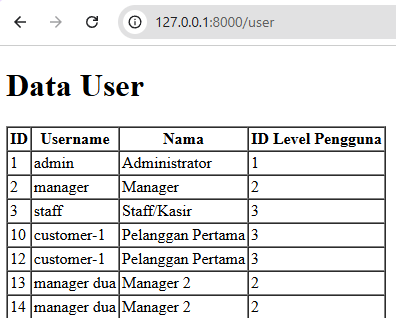 127.0.0.1:8000/user
Data User
ID Username Nama ID Level Pengguna
1 admin Administrator 1
2 manager Manager 2
3 staff Staff/Kasir 3
10 customer-1 Pelanggan Pertama 3
12 customer-1 Pelanggan Pertama 3
13 manager dua Manager 2 2
14 manager dua Manager 2 2